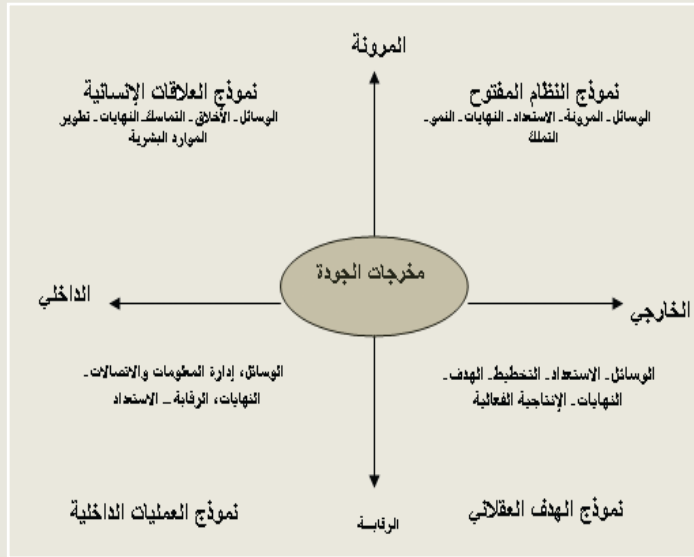 المرونة
نموذج النظام المفتوح
الوسائل- المرونة- الاستعداد- النهايات- النمو-
التملك
نموذج العلاقات الإنسانية
الوسائل- الأخلاق- التماسك- النهايات- تطوير
الموارد البشرية
مخرجات الجودة
الخارجي
الداخلي
الوسائل- الاستعداد- التخطيط- الهدف-
النهايات- الإنتاجية الفعالية
الوسائل، إدارة المعلومات والاتصالات-
النهايات، الرقابة – الاستعداد
نموذج الهدف العقلاني
الرقابــة
نموذج العمليات الداخلية